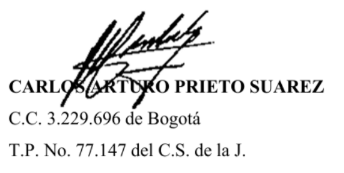 CARLOS ARTURO PRIETO SUAREZ
C.C. 3.229.696 de Bogotá
T.P. No. 77.147 del C.S. de la J.